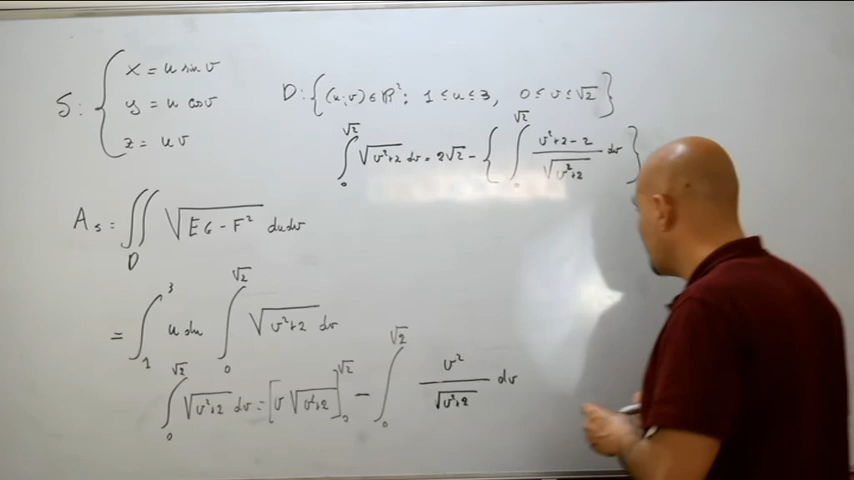 S: { x = u sin v
y = u cos v
z = u v
D: {(u,v) ∈ ℝ²: 1 ≤ u ≤ 3, 0 ≤ v ≤ √2}
∫₀^√2 √(v²+2) dv = 2√2 - { ∫₀^√2 (v²+2-2)/√(v²+2) dv }
A_s = ∬_D √(EG - F²) du dv
= ∫₁³ u du ∫₀^√2 √(v²+2) dv
∫₀^√2 √(v²+2) dv = [v √(v²+2)]₀^√2 - ∫₀^√2 v²/√(v²+2) dv